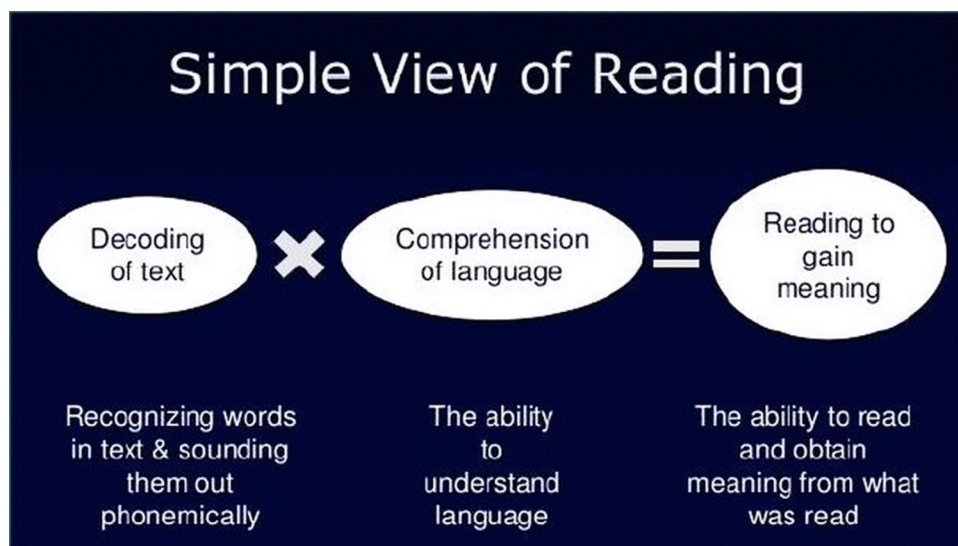 Simple View of Reading
Decoding
of text
×
Comprehension
of language
=
Reading to
gain
meaning
Recognizing words
in text & sounding
them out
phonemically
The ability
to
understand
language
The ability to read
and obtain
meaning from what
was read